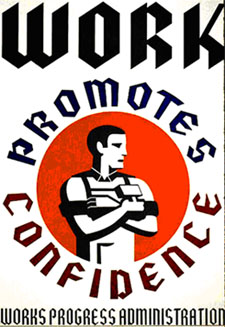 WORK
PROMOTES
CONFIDENCE
WORKS PROGRESS ADMINISTRATION